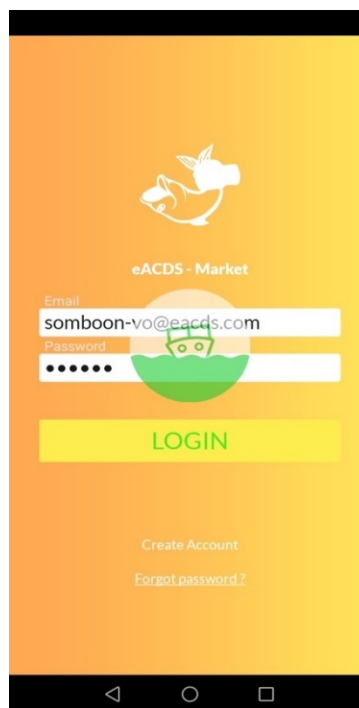 eACDS - Market
Email
somboon-vo@eacds.com
Password
LOGIN
Create Account
Forgot password ?